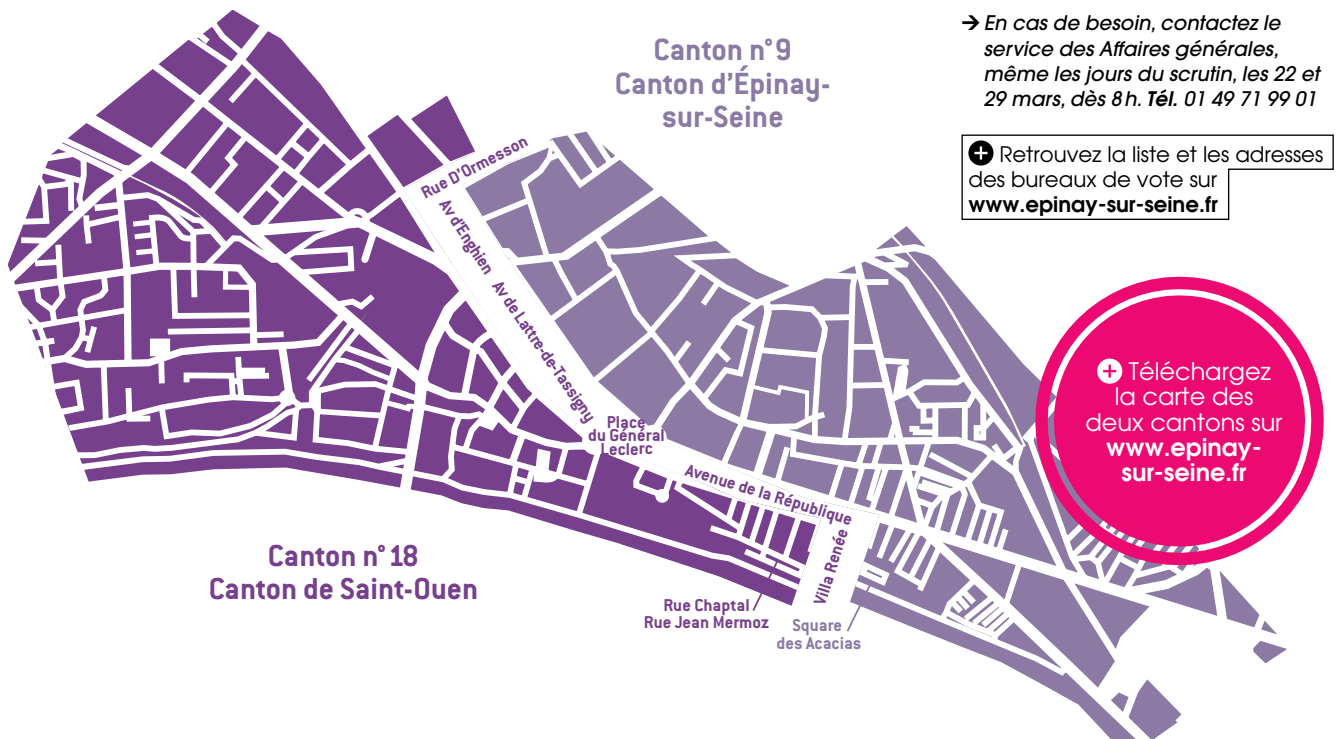 Canton n°9
Canton d'Épinay-
sur-Seine
→ En cas de besoin, contactez le
service des Affaires générales,
même les jours du scrutin, les 22 et
29 mars, dès 8h. Tél. 01 49 71 99 01
+ Retrouvez la liste et les adresses
des bureaux de vote sur
www.epinay-sur-seine.fr
Rue D'Ormesson
Av d'Enghien
Av de Lattre-de-Tassigny
Place
du Général
Leclerc
Avenue de la République
Villa Renée
+ Téléchargez
la carte des
deux cantons sur
www.epinay-
sur-seine.fr
Canton n°18
Canton de Saint-Ouen
Rue Chaptal
Rue Jean Mermoz
Square
des Acacias